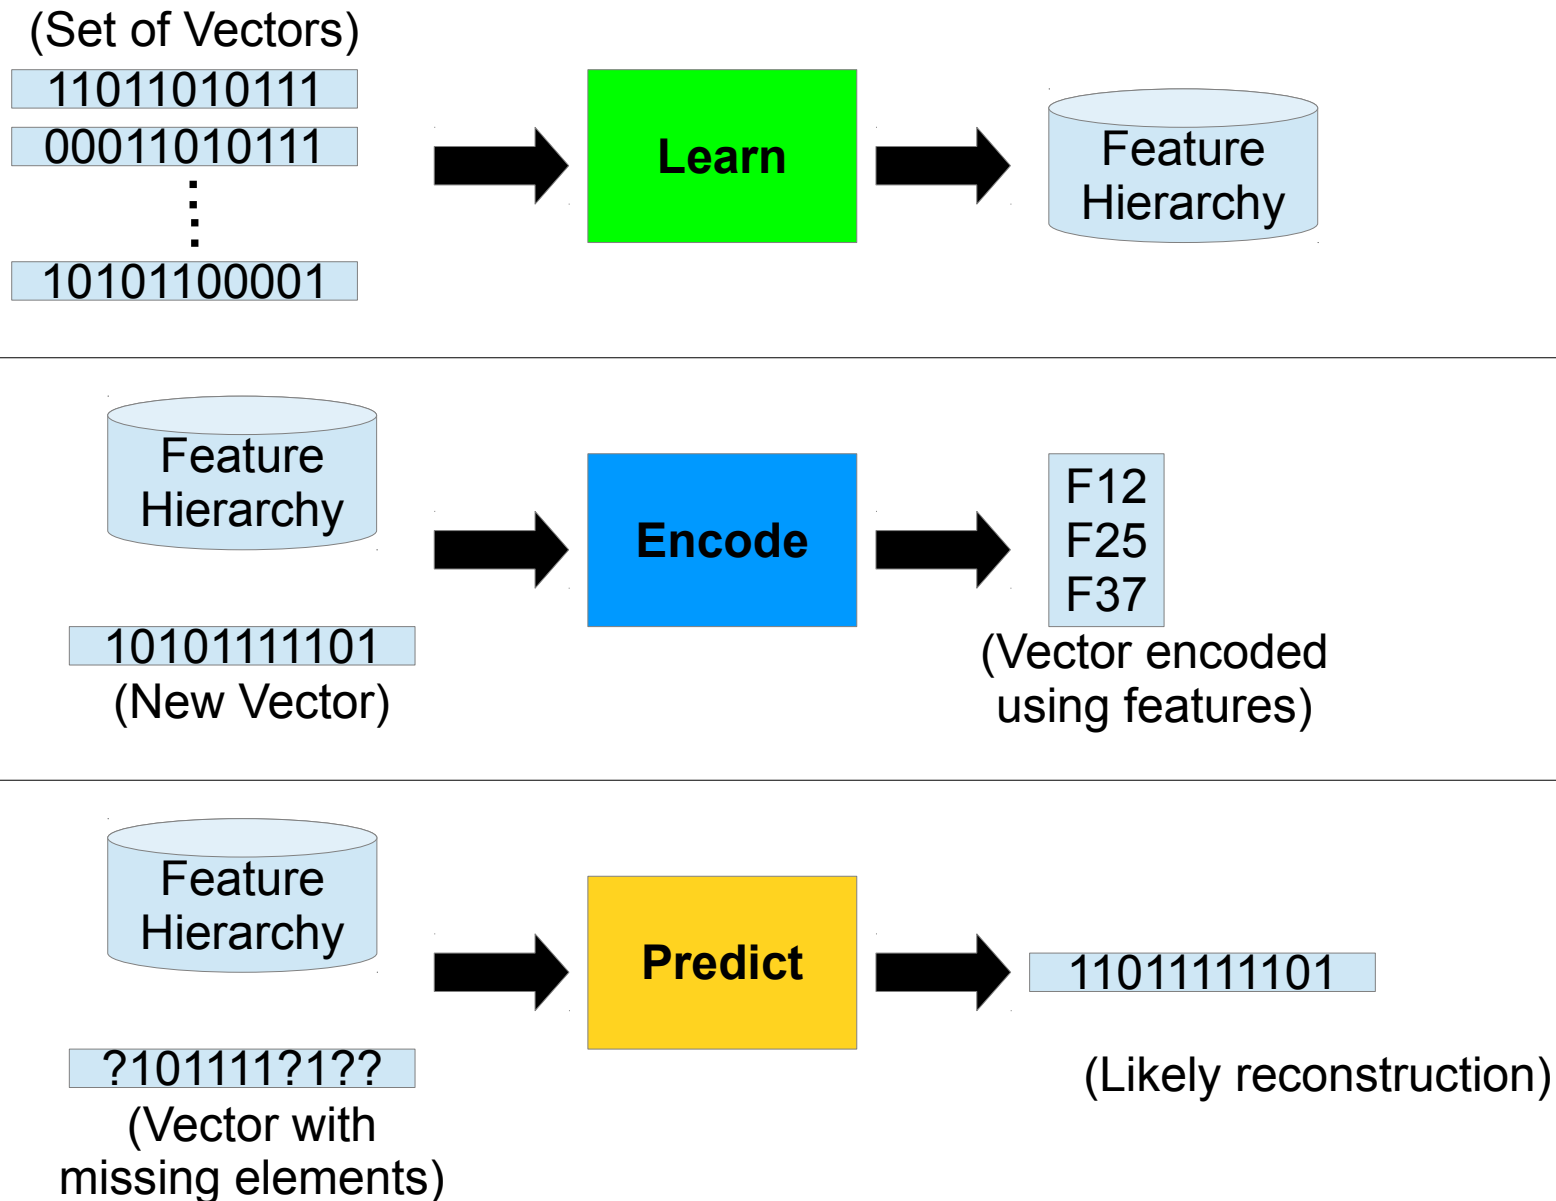 (Set of Vectors)
11011010111
00011010111
10101100001
Learn
Feature
Hierarchy
Feature
Hierarchy
10101111101
(New Vector)
Encode
F12
F25
F37
(Vector encoded
using features)
Feature
Hierarchy
?101111?1??
(Vector with
missing elements)
Predict
11011111101
(Likely reconstruction)